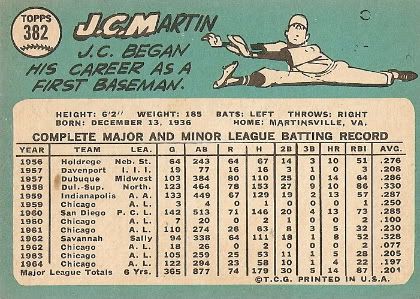 TOPPS
382
J.C. MARTIN
J.C. BEGAN
HIS CAREER AS A
FIRST BASEMAN.
HEIGHT: 6'2" WEIGHT: 185 BATS: LEFT THROWS: RIGHT
BORN: DECEMBER 13, 1936 HOME: MARTINSVILLE, VA.
COMPLETE MAJOR AND MINOR LEAGUE BATTING RECORD
YEAR TEAM LEA. G AB R H 2B 3B HR RBI AVG.
1956 Holdrege Neb. St. 64 243 64 67 14 3 10 51 .276
1957 Davenport I. I. I. 19 77 16 16 3 .208
1957 Dubuque Midwest 103 80 110 25 3 14 64 .286
1958 Dul.-Sup. 123 464 78 153 27 9 10 86 .330
1959 Indianapolis A.A. 133 449 67 129 .287
1959 Chicago A. L. 3 4 0 1 0 0 0 1 .250
1960 San Diego P. C. L. 142 513 71 146 20 4 13 73 .285
1960 Chicago A. L. 7 20 0 2 1 0 0 2 .100
1961 Chicago A. L. 110 274 26 63 8 3 5 32 .230
1962 Savannah Sally 94 338 64 111 18 1 8 52 .328
1962 Chicago A. L. 18 26 0 2 0 0 0 2 .077
1963 Chicago A. L. 105 259 25 53 11 1 5 28 .205
1964 Chicago A. L. 122 294 23 58 10 1 4 22 .197
Major League Totals 6 Yrs. 365 877 74 179 30 5 14 87
©T.C.G. PRINTED IN U.S.A.